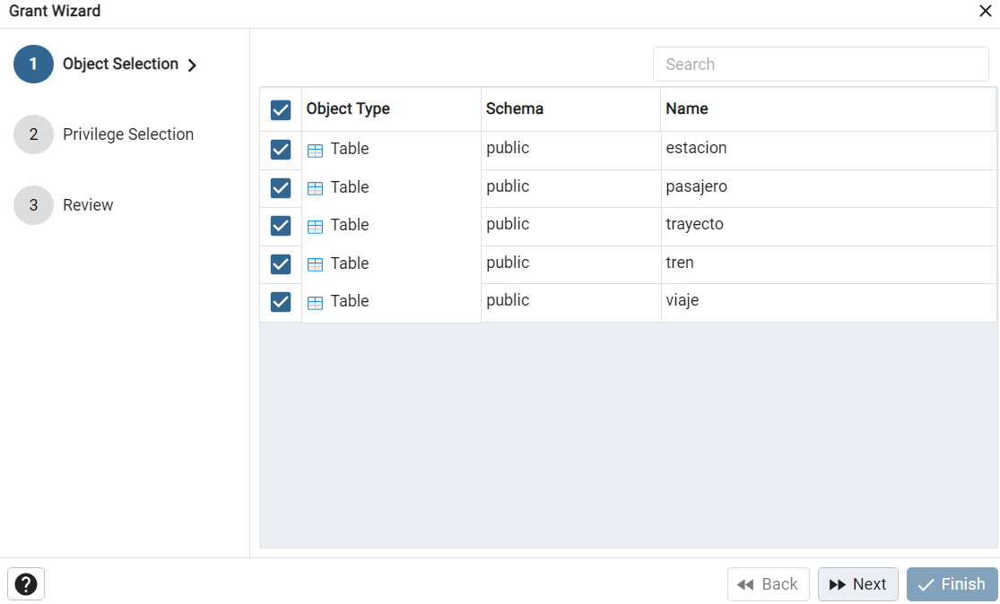 Grant Wizard
1 Object Selection
2 Privilege Selection
3 Review
Search
Object Type Schema Name
Table public estacion
Table public pasajero
Table public trayecto
Table public tren
Table public viaje
? Back Next Finish